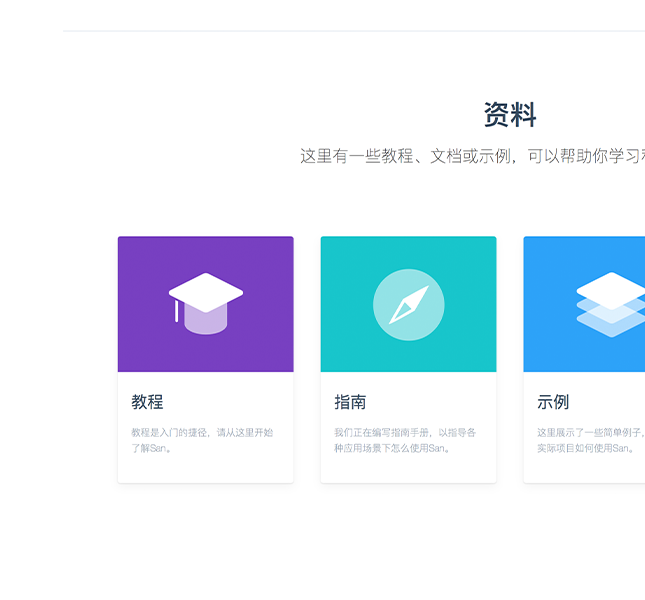 资料
这里有一些教程、文档或示例，可以帮助你学习
教程
教程是入门的捷径，请从这里开始
了解San。
指南
我们正在编写指南手册，以指导各
种应用场景下怎么使用San。
示例
这里展示了一些简单例子，
实际项目如何使用San。